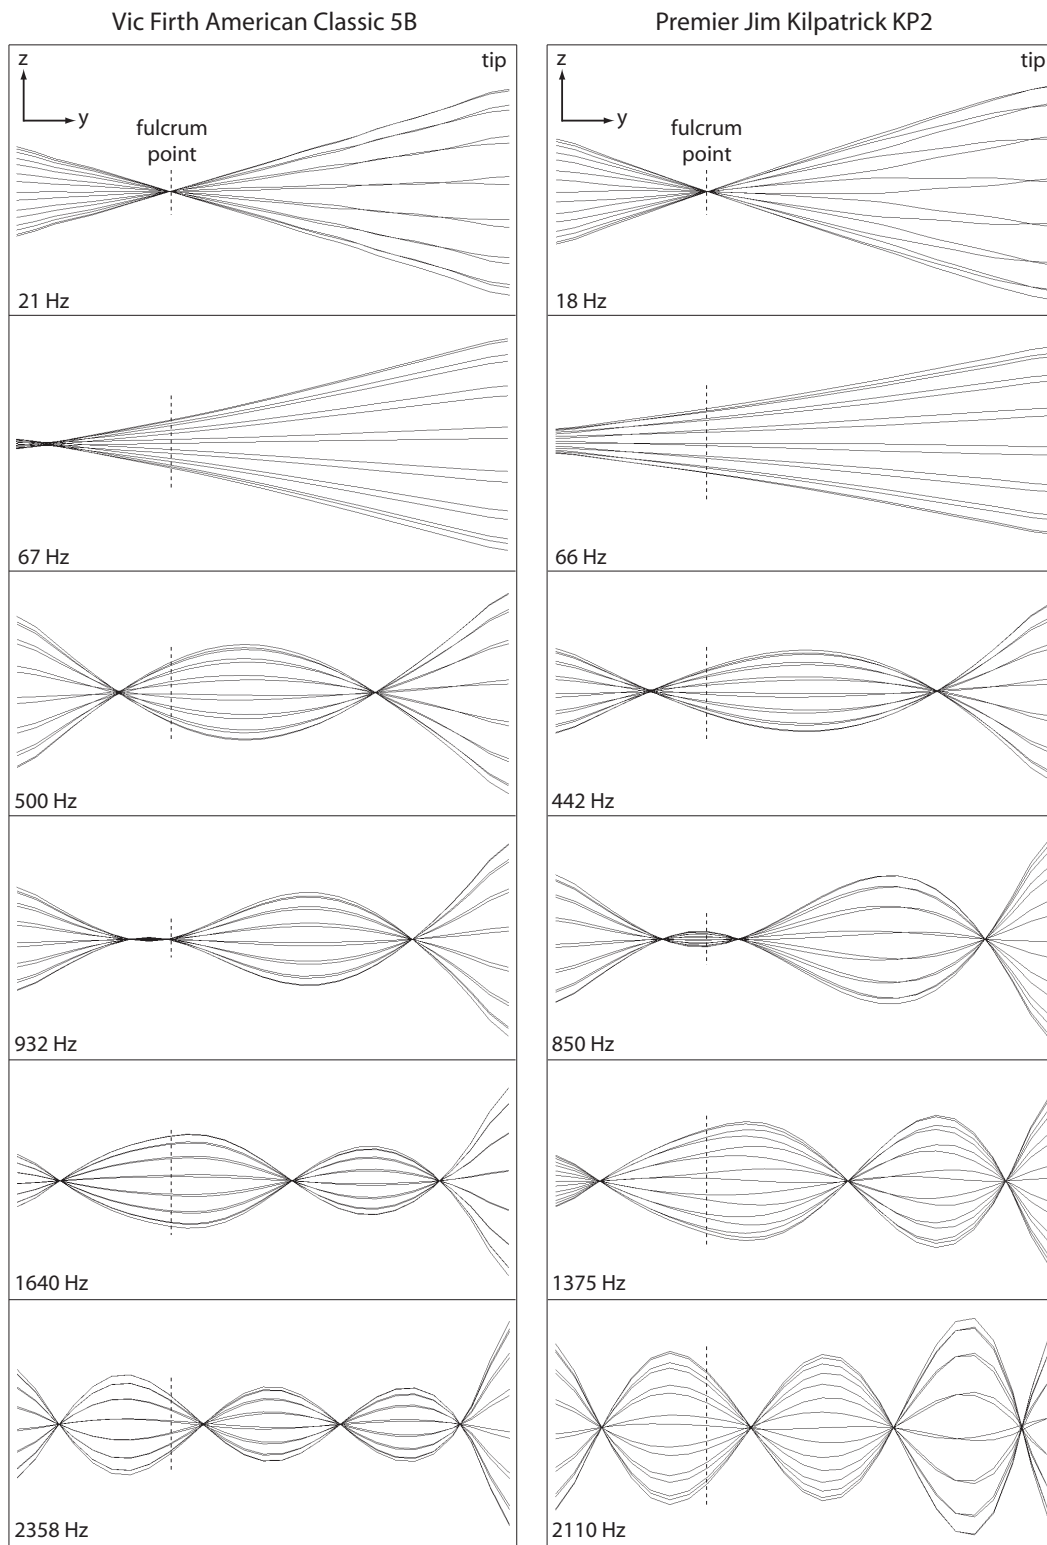 Vic Firth American Classic 5B
Premier Jim Kilpatrick KP2
z
tip
y
fulcrum
point
21 Hz
z
tip
y
fulcrum
point
18 Hz
67 Hz
66 Hz
500 Hz
442 Hz
932 Hz
850 Hz
1640 Hz
1375 Hz
2358 Hz
2110 Hz